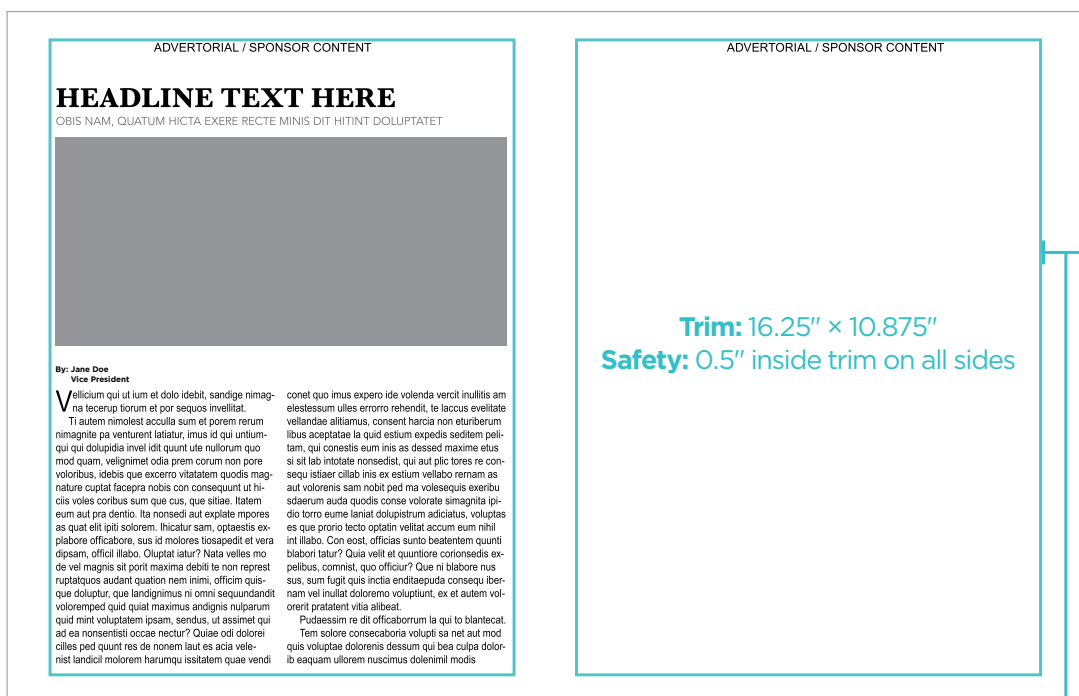 ADVERTORIAL / SPONSOR CONTENT
HEADLINE TEXT HERE
OBIS NAM, QUATUM HICTA EXERE RECTE MINIS DIT HITINT DOLUPTATET
By: Jane Doe
Vice President
Vellicium qui ut ium et dolo idebit, sandige nimag-
na tecerup tiorum et por sequos invellitat.
Ti autem nimolest acculla sum et porem rerum
nimagnite pa venturent latiatur, imus id qui untium-
qui qui dolupidia invel idit quunt ute nullorum quo
mod quam, velignimet odia prem corum non pore
voloribus, idebis que excerro vitatatem quodis mag-
nature cuptat facepra nobis con consequunt ut hi-
ciis voles coribus sum que cus, que sitiae. Itatem
eum aut pra dentio. Ita nonsedi aut explate mpores
as quat elit ipiti solorem. Ihicatur sam, optaestis ex-
plabore officabore, sus id molores tiosapedit et vera
dipsam, officil illabo. Oluptat iatur? Nata velles mo
de vel magnis sit porit maxima debiti te non represt
ruptatquos audant quation nem inimi, officim quis-
que doluptur, que landignimus ni omni sequundandit
voloremped quid quiat maximus andignis nulparum
quid mint voluptatem ipsam, sendus, ut assimet qui
ad ea nonsentisti occae nectur? Quiae odi dolorei
cilles ped quunt res de nonem laut es acia vele-
nist landicil molorem harumqu issitatem quae vendi
conet quo imus expero ide volenda vercit inullitis am
elestessum ulles errorro rehendit, te laccus evelitate
vellandae alitiamus, consent harcia non eturiberum
libus aceptatae la quid estium expedis seditem peli-
tam, qui conestis eum inis as dessed maxime etus
si sit lab intotate nonsedist, qui aut plic tores re con-
sequ istiaer cillab inis ex estium vellabo rernam as
aut volorenis sam nobit ped ma volesequis exeribu
sdaerum auda quodis conse volorate simagnita ipi-
dio torro eume laniat dolupistrum adiciatus, voluptas
es que prorio tecto optatin velitat accum eum nihil
int illabo. Con eost, officias sunto beatentem quunti
blabori tatur? Quia velit et quuntiore corionsedis ex-
pelibus, comnist, quo officiur? Que ni blabore nus
sus, sum fugit quis inctia enditaepuda consequ iber-
nam vel inullat doloremo voluptiunt, ex et autem vol-
orerit pratatent vitia alibeat.
Pudaessim re dit officaborrum la qui to blantecat.
Tem solore consecaboria volupti sa net aut mod
quis voluptae dolorenis dessum qui bea culpa dolor-
ib eaquam ullorem nuscimus dolenimil modis
ADVERTORIAL / SPONSOR CONTENT
Trim: 16.25" × 10.875"
Safety: 0.5" inside trim on all sides